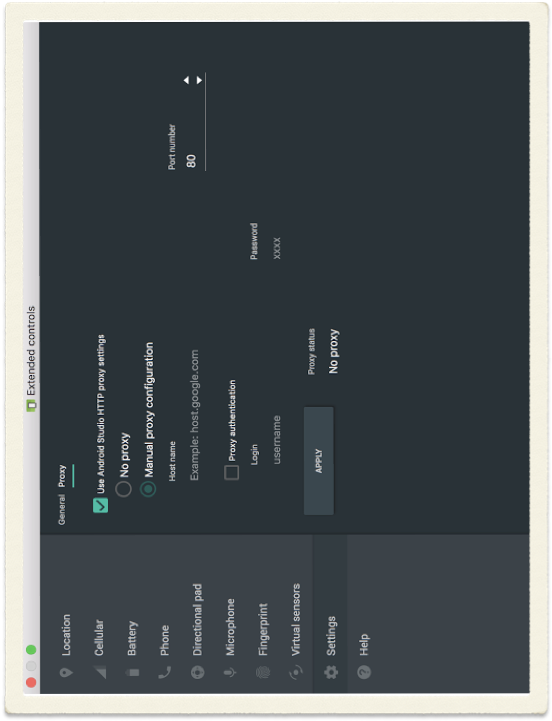 Extended controls
Location
Cellular
Battery
Phone
Directional pad
Microphone
Fingerprint
Virtual sensors
Settings
Help
General Proxy
Use Android Studio HTTP proxy settings
No proxy
Manual proxy configuration
Host name Port number
Example: host.google.com 80
Proxy authentication
Login Password
username xxxx
APPLY
Proxy status
No proxy